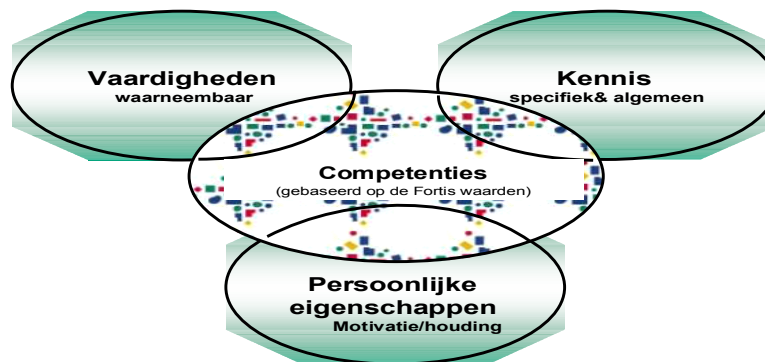 Vaardigheden
waarneembaar
Kennis
specifiek& algemeen
Competenties
(gebaseerd op de Fortis waarden)
Persoonlijke
eigenschappen
Motivatie/houding